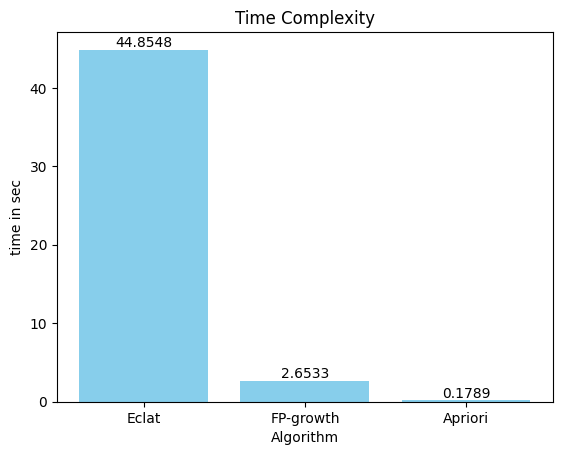 Time Complexity
44.8548
2.6533
0.1789
40
30
20
10
0
time in sec
Eclat
FP-growth
Apriori
Algorithm